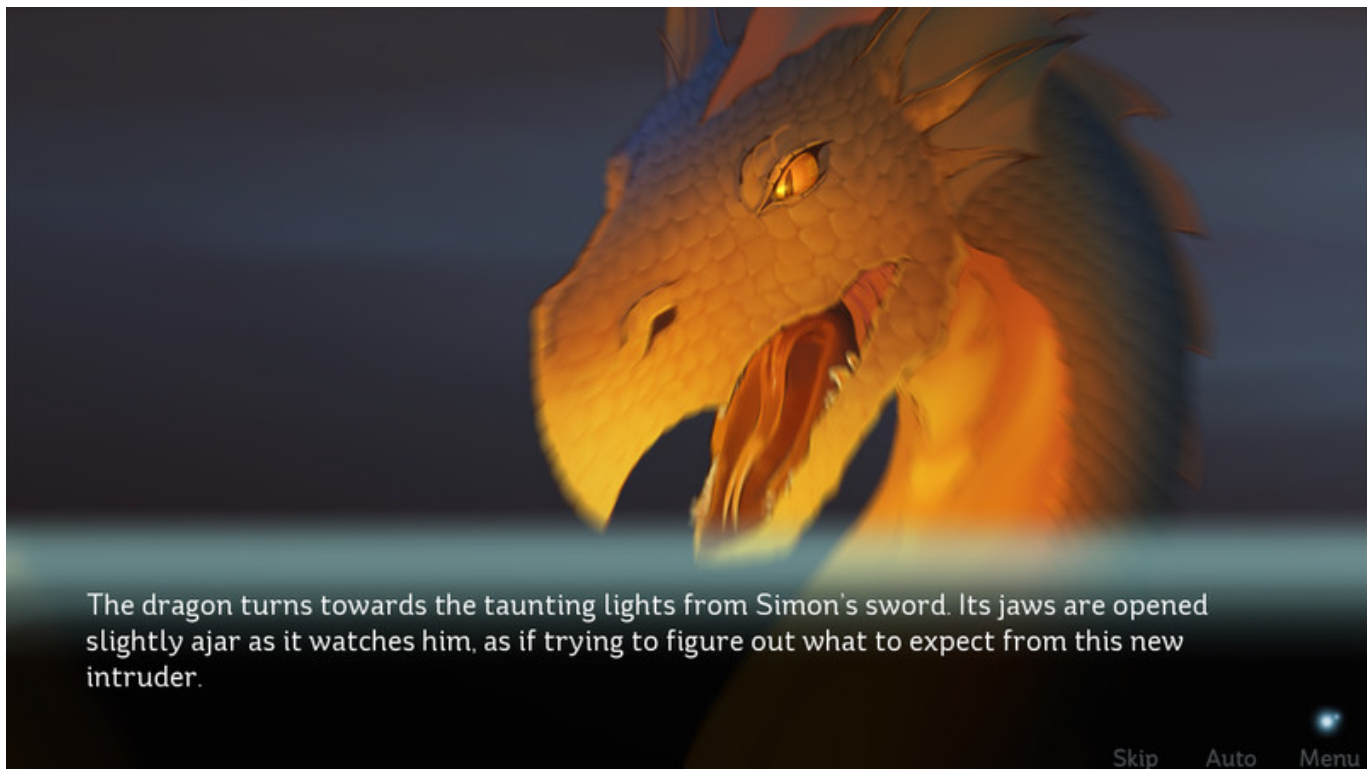 The dragon turns towards the taunting lights from Simon's sword. Its jaws are opened
slightly ajar as it watches him, as if trying to figure out what to expect from this new
intruder.
Skip Auto Menu